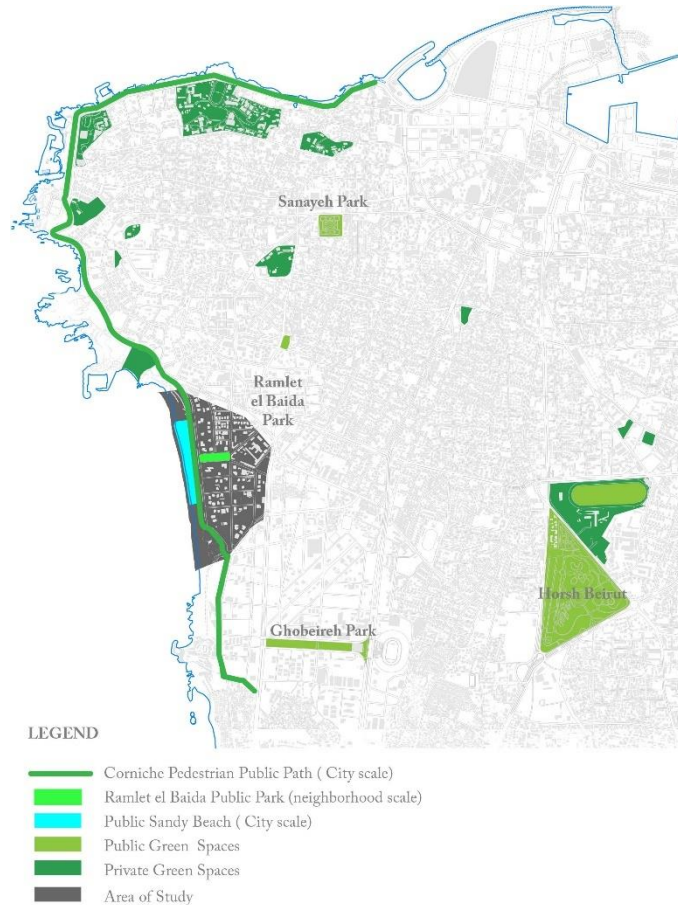 Sanayeh Park
Ramlet
el Baida
Park
Horsh Beirut
Ghobeireh Park
LEGEND
Corniche Pedestrian Public Path ( City scale)
Ramlet el Baida Public Park (neighborhood scale)
Public Sandy Beach ( City scale)
Public Green Spaces
Private Green Spaces
Area of Study